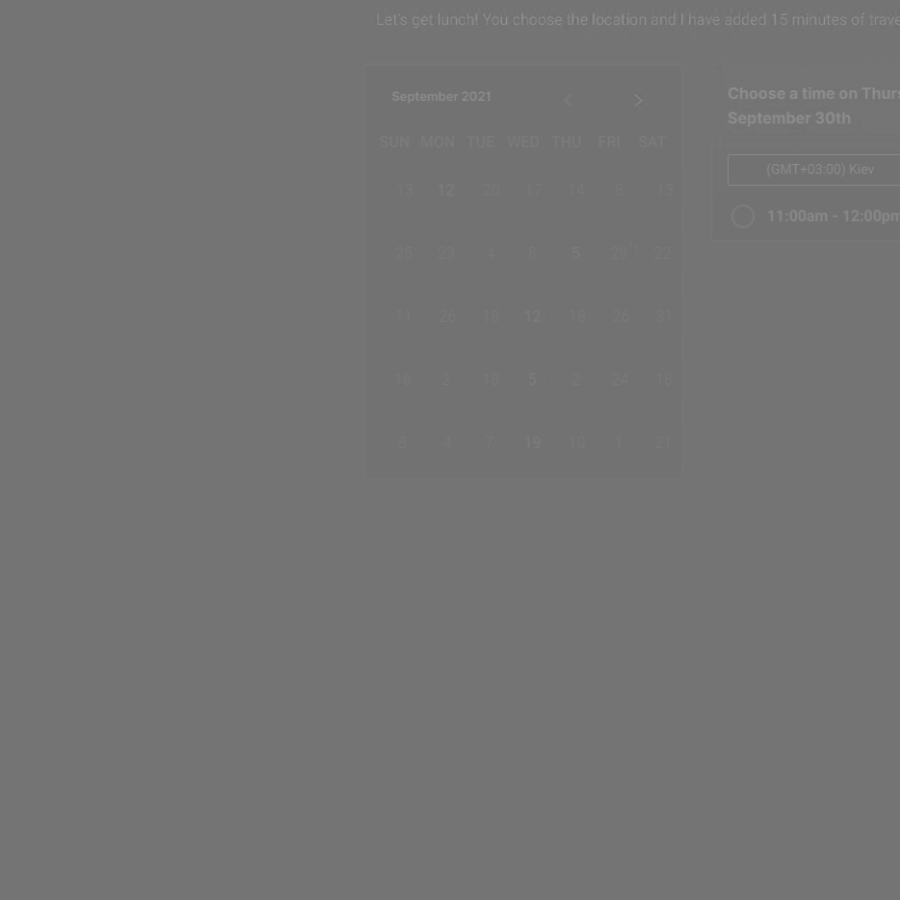 Let's get lunch! You choose the location and I have added 15 minutes of trave
September 2021
SUN MON TUE WED THU FRI SAT
13 12 20 17 14 8 13
25 23 4 8 5 29 22
11 26 18 12 18 26 31
16 2 18 5 2 24 16
6 4 7 19 10 1 21
Choose a time on Thurs
September 30th
(GMT+03:00) Kiev
11:00am - 12:00pm